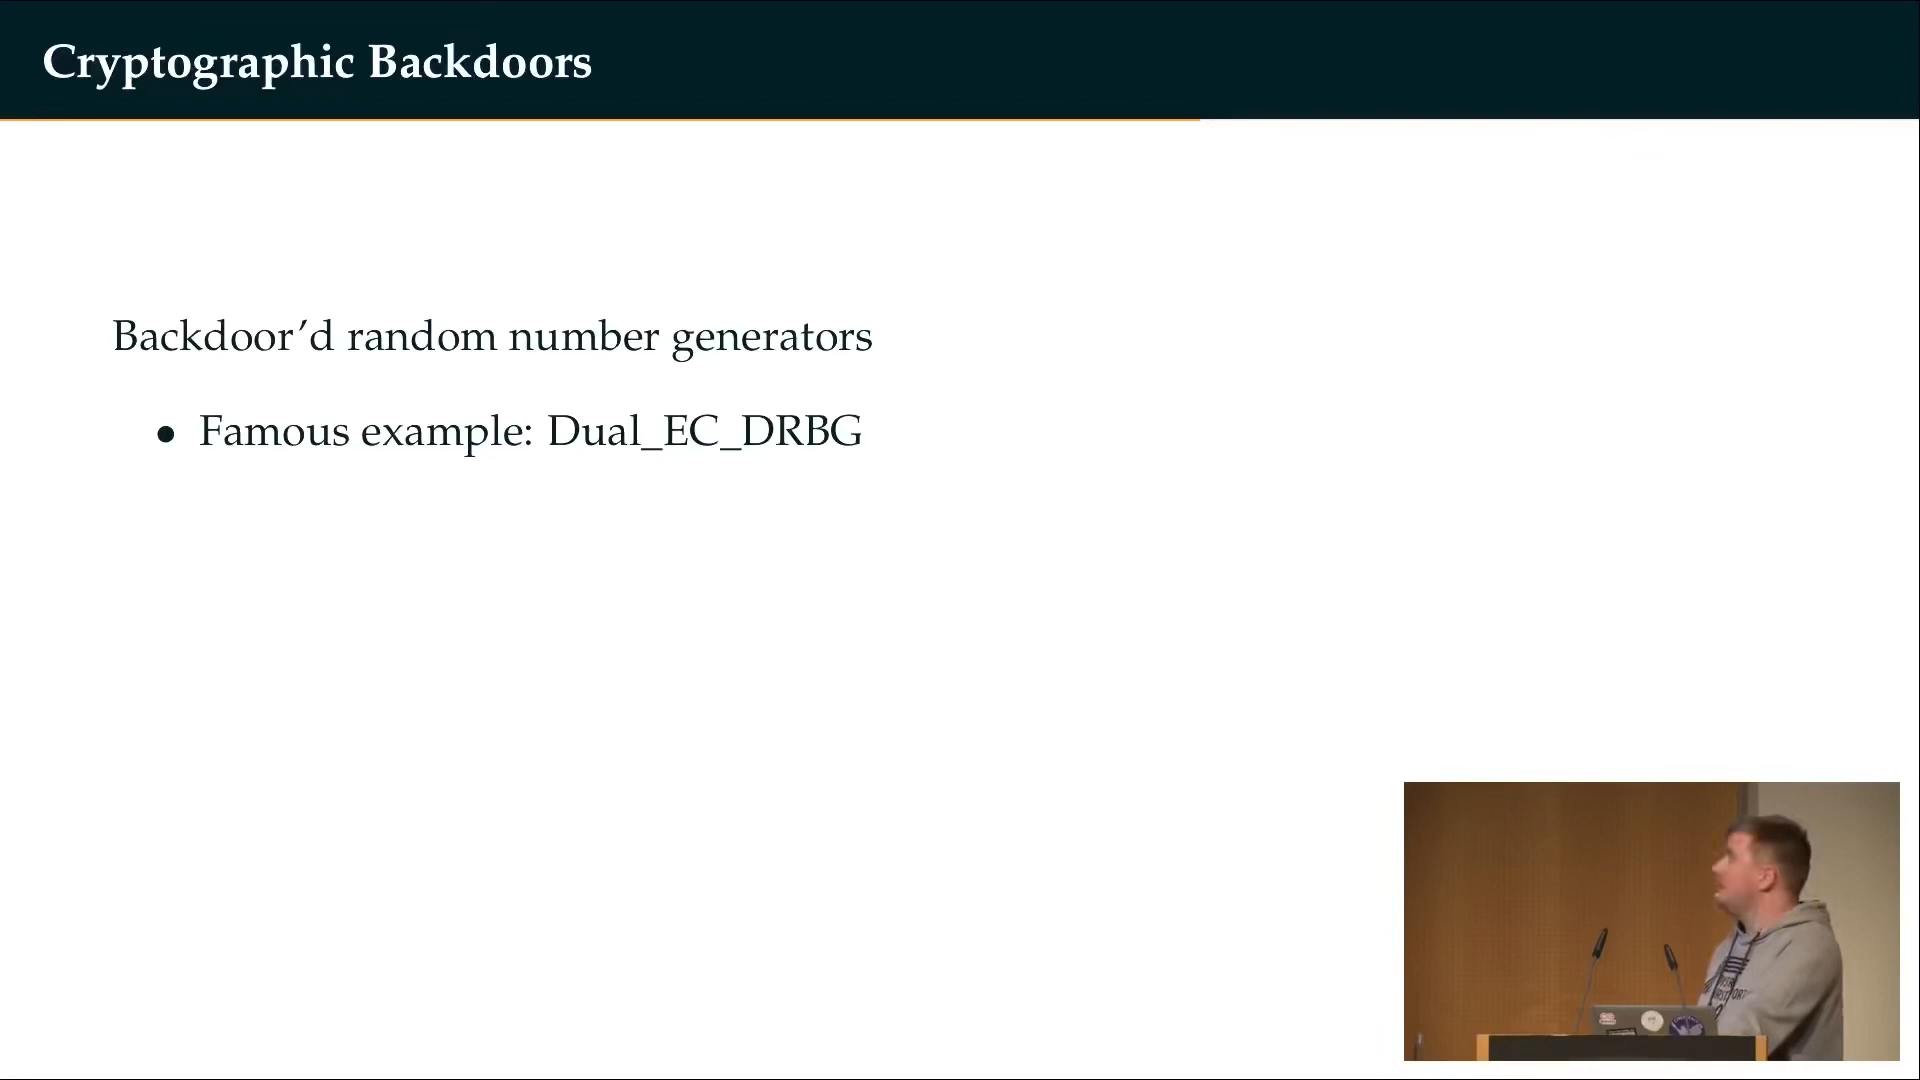 Cryptographic Backdoors
Backdoor’d random number generators
• Famous example: Dual_EC_DRBG